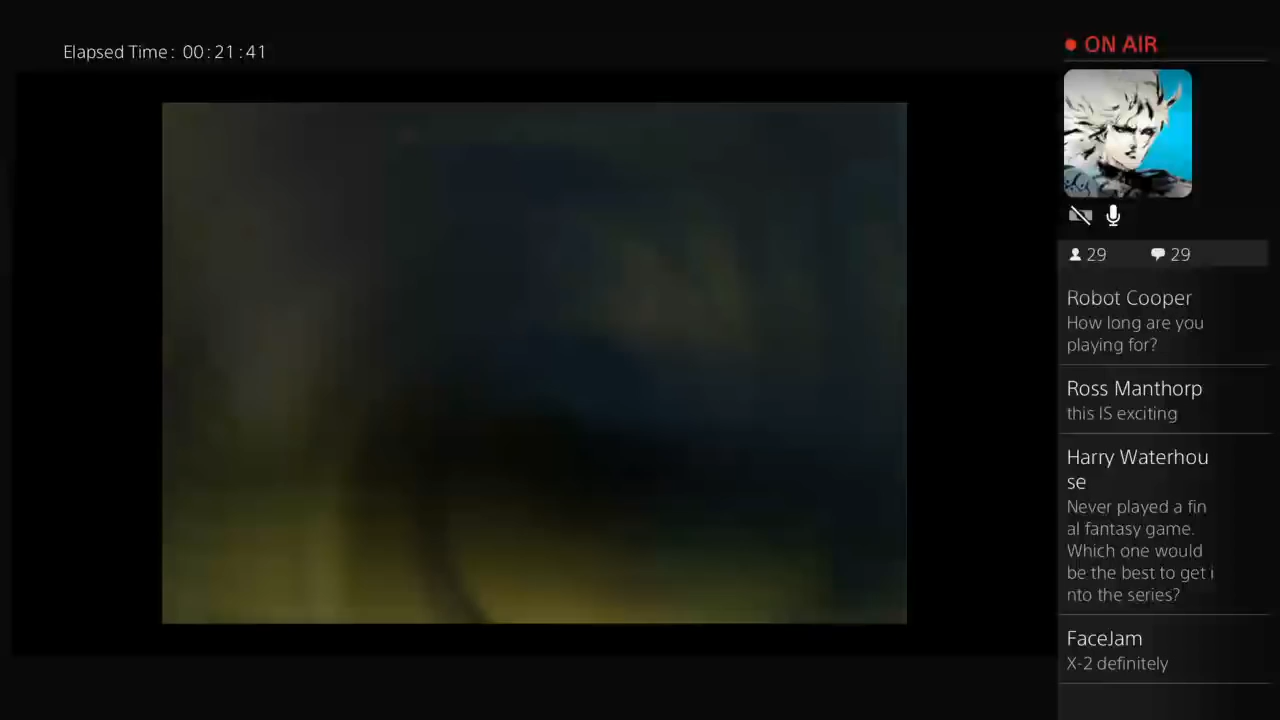 Elapsed Time: 00:21:41
ON AIR
29 29
Robot Cooper
How long are you
playing for?
Ross Manthorp
this IS exciting
Harry Waterhou
se
Never played a fin
al fantasy game.
Which one would
be the best to get i
nto the series?
FaceJam
X-2 definitely